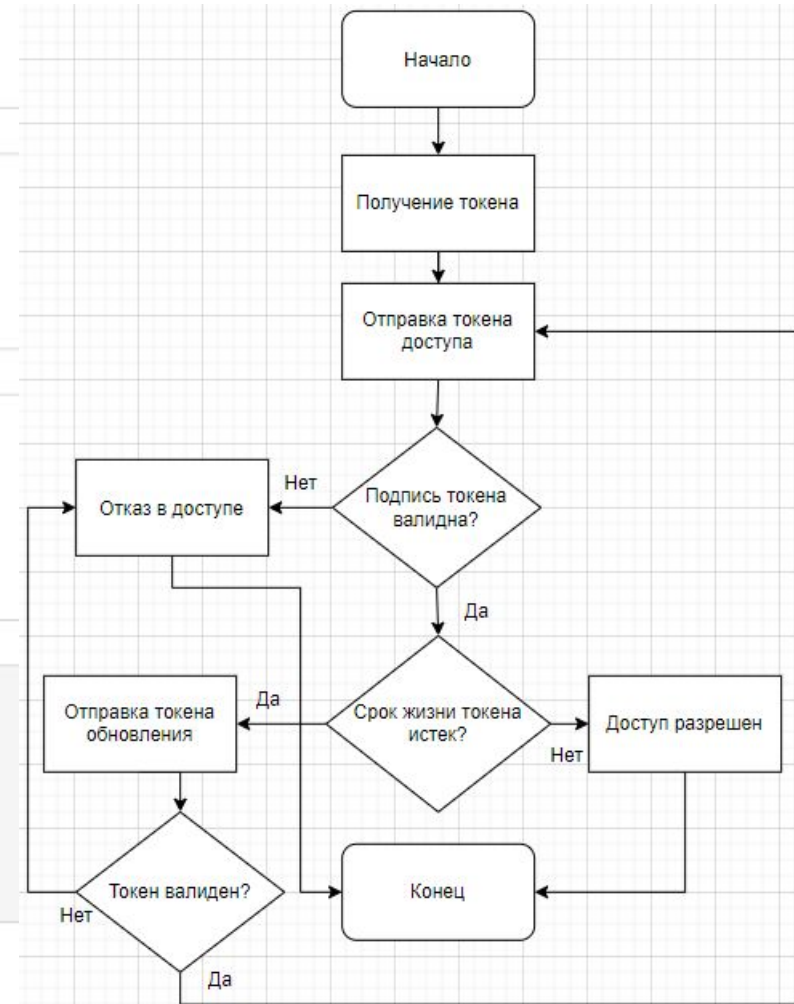 Начало
Получение токена
Отправка токена
доступа
Нет
Подпись токена
валидна?
Отказ в доступе
Да
Отправка токена
обновления
Да
Срок жизни токена
истек?
Нет
Доступ разрешен
Токен валиден?
Нет
Конец
Да